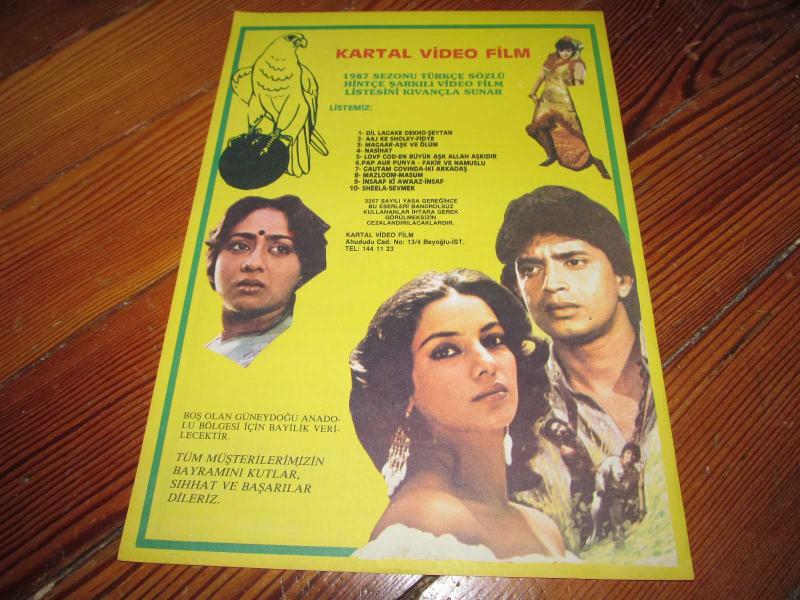 KARTAL VİDEO FİLM
1987 SEZONU TÜRKÇE SÖZLÜ
HİNTÇE ŞARKILI VİDEO FİLM
LİSTESİNİ KIVANÇLA SUNAR
LİSTEMİZ:
1- DİL LAGAKE DEKHO-ŞEYTAN
2- AAJ KE SHOLEY-FİDYE
3- MAGAAR-AŞK VE ÖLÜM
4- NASİHAT
5- LOVF GOD-EN BÜYÜK AŞK ALLAH AŞKIDIR
6.PAP AUR PUNYA - FAKİR VE NAMUSLU
7- GAUTAM GOVINDA-İKİ ARKADAŞ
8- MAZLOOM-MASUM
9- İNSAAF Kİ AWAAZ-İNSAF
10- SHEELA-SEVMEK
3257 SAYILI YASA GEREĞİNCE
BU ESERLERİ BANDROLSÜZ
KULLANANLAR İHTARA GEREK
GÖRÜLMEKSİZİN
CEZALANDIRILACAKLARDIR.
KARTAL VİDEO FİLM
Ahududu Cad. No: 13/4 Beyoğlu-İST.
TEL: 144 11 23
BOŞ OLAN GÜNEYDOĞU ANADO-
LU BÖLGESİ İÇİN BAYİLİK VERİ-
LECEKTİR.
TÜM MÜŞTERİLERİMİZİN
BAYRAMINI KUTLAR,
SIHHAT VE BAŞARILAR
DİLERİZ.